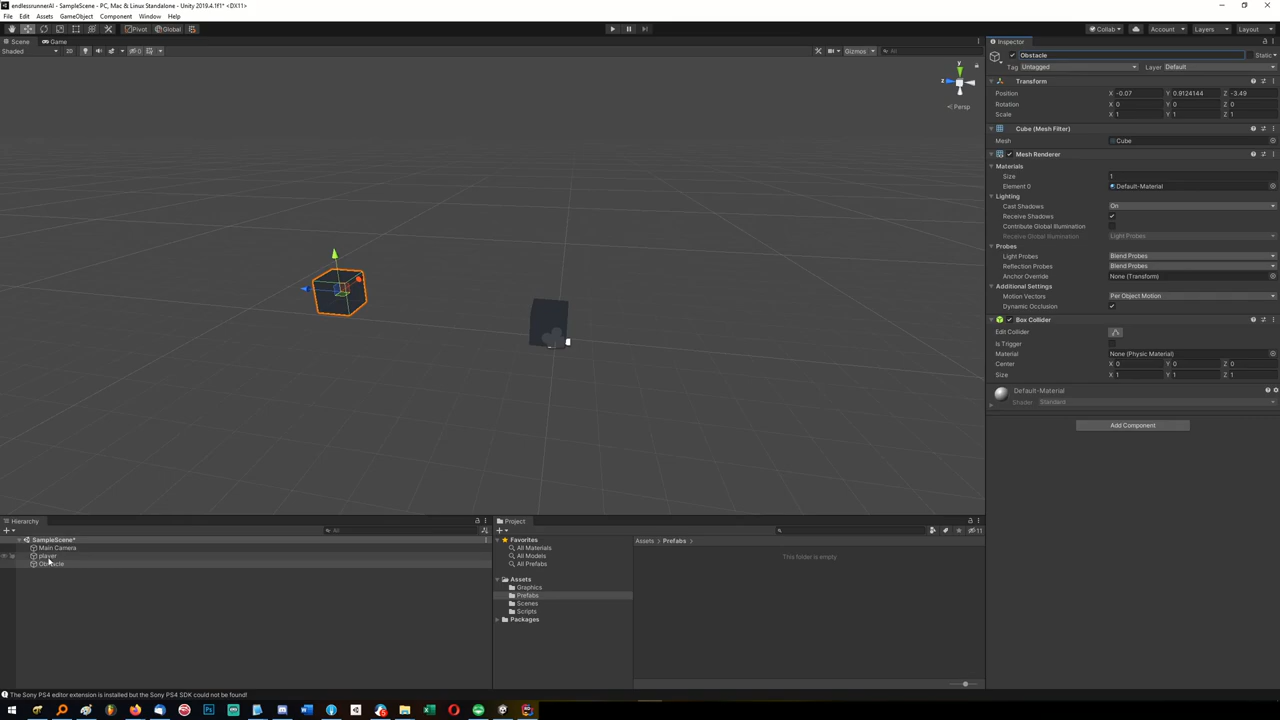 endlessrunnerAI - SampleScene - PC, Mac & Linux Standalone - Unity 2019.4.1f1* <DX11>
File Edit Assets GameObject Component Window Help
Pivot Global Collab Account Layers Layout
Scene Game
Shaded 2D Gizmos All
y
z
Persp
Inspector
Obstacle Static
Tag Untagged Layer Default
Transform
Position X -0.07 Y 0.9124144 Z -3.49
Rotation X 0 Y 0 Z 0
Scale X 1 Y 1 Z 1
Cube (Mesh Filter)
Mesh Cube
Mesh Renderer
Materials
Size 1
Element 0 Default-Material
Lighting
Cast Shadows On
Receive Shadows
Contribute Global Illumination
Receive Global Illumination Light Probes
Probes
Light Probes Blend Probes
Reflection Probes Blend Probes
Anchor Override None (Transform)
Additional Settings
Motion Vectors Per Object Motion
Dynamic Occlusion
Box Collider
Edit Collider
Is Trigger
Material None (Physic Material)
Center X 0 Y 0 Z 0
Size X 1 Y 1 Z 1
Default-Material
Shader Standard
Add Component
Hierarchy
All
SampleScene*
Main Camera
player
Obstacle
Project
11
Favorites
All Materials
All Models
All Prefabs
Assets
Graphics
Prefabs
Scenes
Scripts
Packages
Assets > Prefabs >
This folder is empty
The Sony PS4 editor extension is installed but the Sony PS4 SDK could not be found!